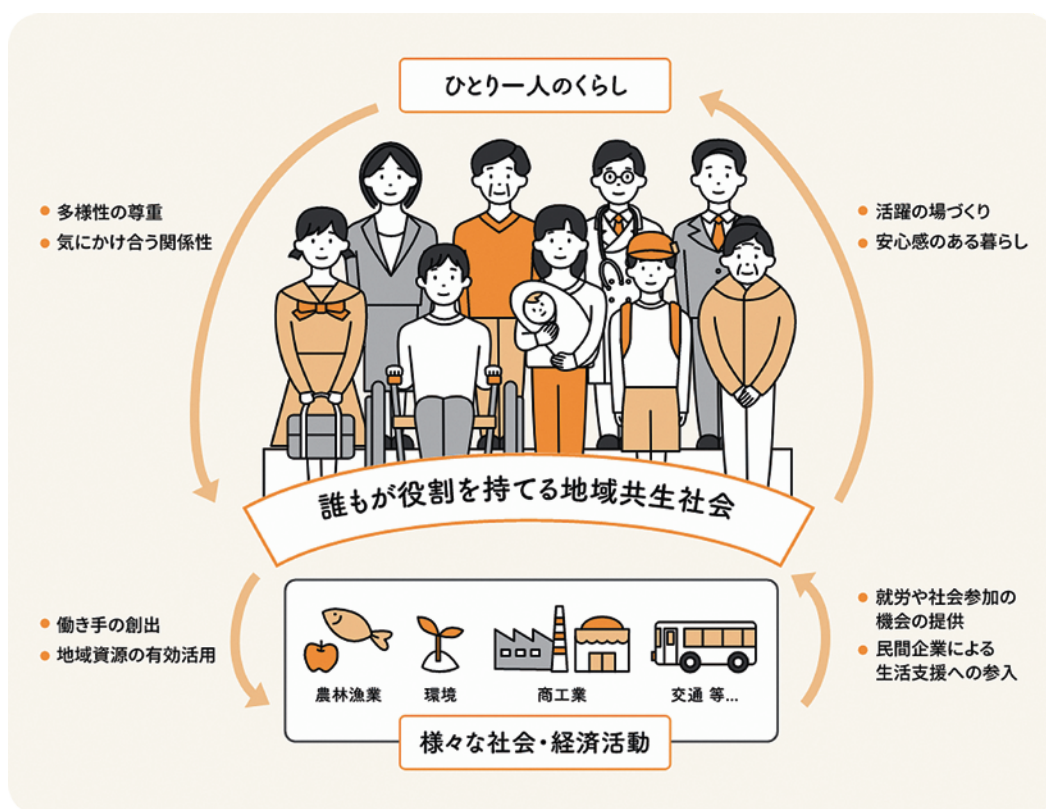 ひとり一人のくらし
多様性の尊重
気にかけ合う関係性
活躍の場づくり
安心感のある暮らし
誰もが役割を持てる地域共生社会
働き手の創出
地域資源の有効活用
就労や社会参加の
機会の提供
民間企業による
生活支援への参入
農林漁業
環境
商工業
交通 等...
様々な社会・経済活動